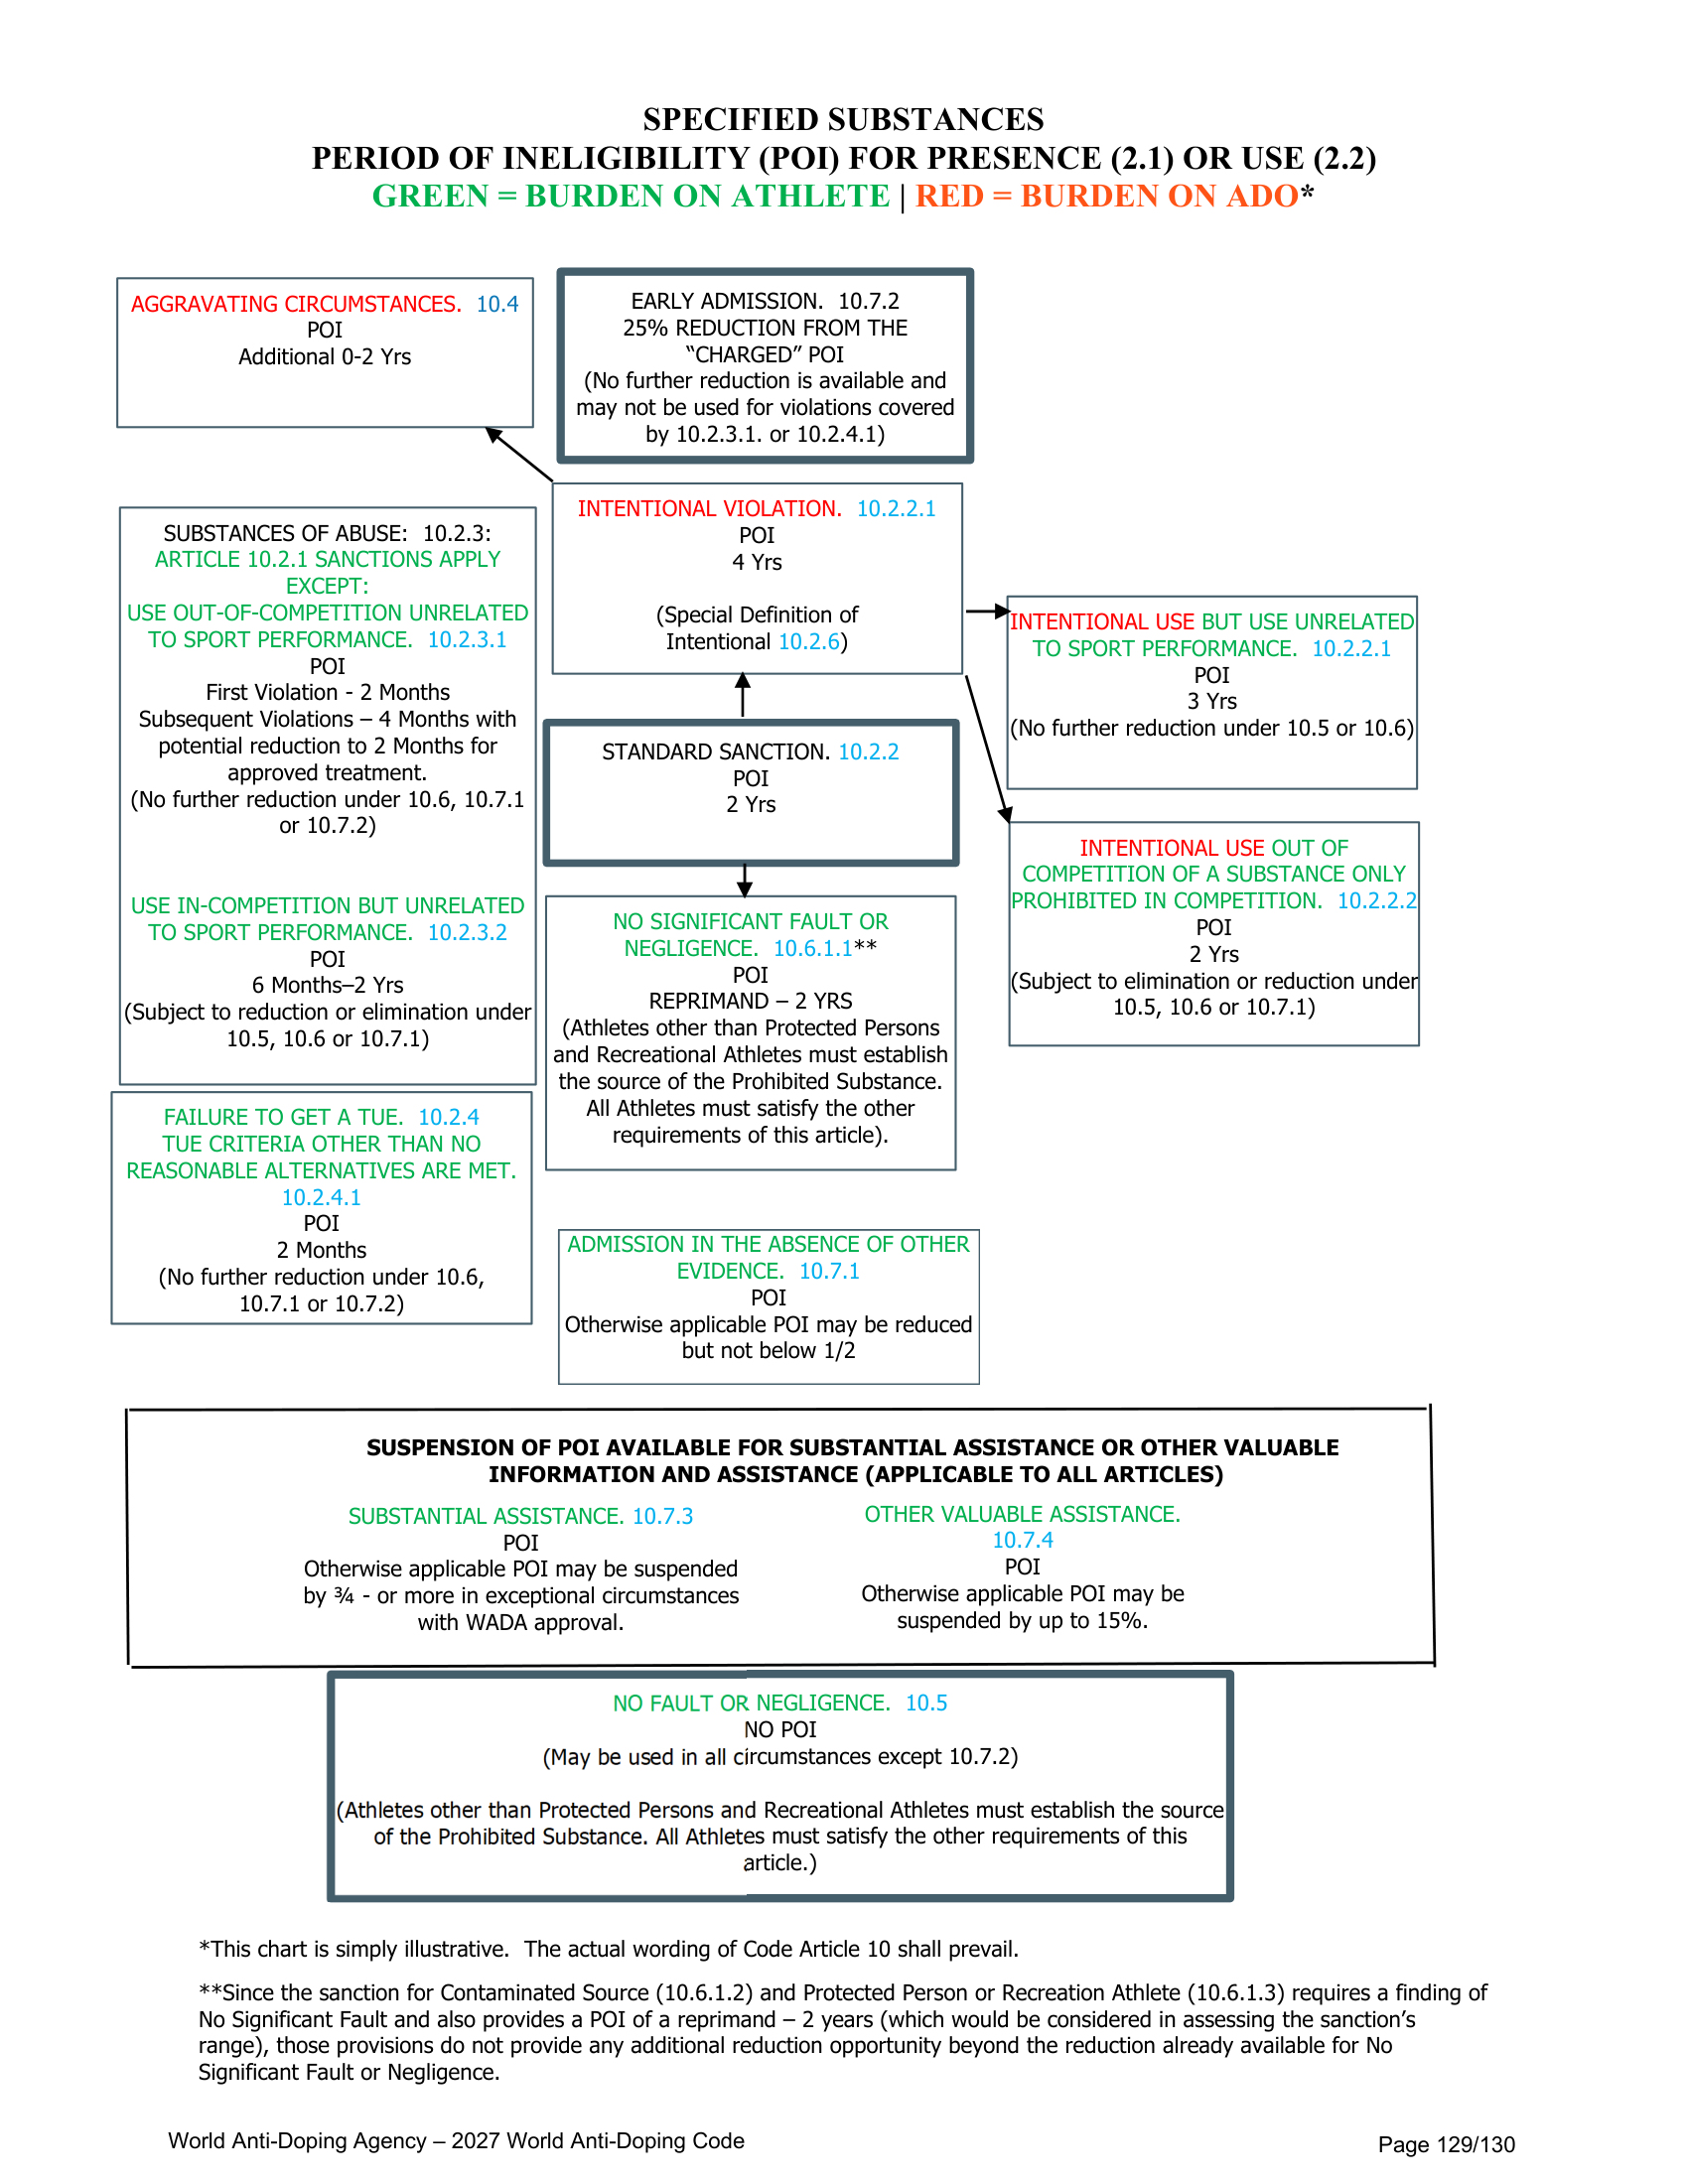 SPECIFIED SUBSTANCES
PERIOD OF INELIGIBILITY (POI) FOR PRESENCE (2.1) OR USE (2.2)
GREEN = BURDEN ON ATHLETE | RED = BURDEN ON ADO*
AGGRAVATING CIRCUMSTANCES. 10.4
POI
Additional 0-2 Yrs
EARLY ADMISSION. 10.7.2
25% REDUCTION FROM THE
“CHARGED” POI
(No further reduction is available and
may not be used for violations covered
by 10.2.3.1. or 10.2.4.1)
INTENTIONAL VIOLATION. 10.2.2.1
POI
4 Yrs
(Special Definition of
Intentional 10.2.6)
SUBSTANCES OF ABUSE: 10.2.3:
ARTICLE 10.2.1 SANCTIONS APPLY
EXCEPT:
USE OUT-OF-COMPETITION UNRELATED
TO SPORT PERFORMANCE. 10.2.3.1
POI
First Violation - 2 Months
Subsequent Violations – 4 Months with
potential reduction to 2 Months for
approved treatment.
(No further reduction under 10.6, 10.7.1
or 10.7.2)
USE IN-COMPETITION BUT UNRELATED
TO SPORT PERFORMANCE. 10.2.3.2
POI
6 Months–2 Yrs
(Subject to reduction or elimination under
10.5, 10.6 or 10.7.1)
INTENTIONAL USE BUT USE UNRELATED
TO SPORT PERFORMANCE. 10.2.2.1
POI
3 Yrs
(No further reduction under 10.5 or 10.6)
STANDARD SANCTION. 10.2.2
POI
2 Yrs
INTENTIONAL USE OUT OF
COMPETITION OF A SUBSTANCE ONLY
PROHIBITED IN COMPETITION. 10.2.2.2
POI
2 Yrs
(Subject to elimination or reduction under
10.5, 10.6 or 10.7.1)
NO SIGNIFICANT FAULT OR
NEGLIGENCE. 10.6.1.1**
POI
REPRIMAND – 2 YRS
(Athletes other than Protected Persons
and Recreational Athletes must establish
the source of the Prohibited Substance.
All Athletes must satisfy the other
requirements of this article).
FAILURE TO GET A TUE. 10.2.4
TUE CRITERIA OTHER THAN NO
REASONABLE ALTERNATIVES ARE MET.
10.2.4.1
POI
2 Months
(No further reduction under 10.6,
10.7.1 or 10.7.2)
ADMISSION IN THE ABSENCE OF OTHER
EVIDENCE. 10.7.1
POI
Otherwise applicable POI may be reduced
but not below 1/2
SUSPENSION OF POI AVAILABLE FOR SUBSTANTIAL ASSISTANCE OR OTHER VALUABLE
INFORMATION AND ASSISTANCE (APPLICABLE TO ALL ARTICLES)
SUBSTANTIAL ASSISTANCE. 10.7.3
POI
Otherwise applicable POI may be suspended
by ¾ - or more in exceptional circumstances
with WADA approval.
OTHER VALUABLE ASSISTANCE.
10.7.4
POI
Otherwise applicable POI may be
suspended by up to 15%.
NO FAULT OR NEGLIGENCE. 10.5
NO POI
(May be used in all circumstances except 10.7.2)
(Athletes other than Protected Persons and Recreational Athletes must establish the source
of the Prohibited Substance. All Athletes must satisfy the other requirements of this
article.)
*This chart is simply illustrative. The actual wording of Code Article 10 shall prevail.
**Since the sanction for Contaminated Source (10.6.1.2) and Protected Person or Recreation Athlete (10.6.1.3) requires a finding of
No Significant Fault and also provides a POI of a reprimand – 2 years (which would be considered in assessing the sanction’s
range), those provisions do not provide any additional reduction opportunity beyond the reduction already available for No
Significant Fault or Negligence.
World Anti-Doping Agency – 2027 World Anti-Doping Code
Page 129/130